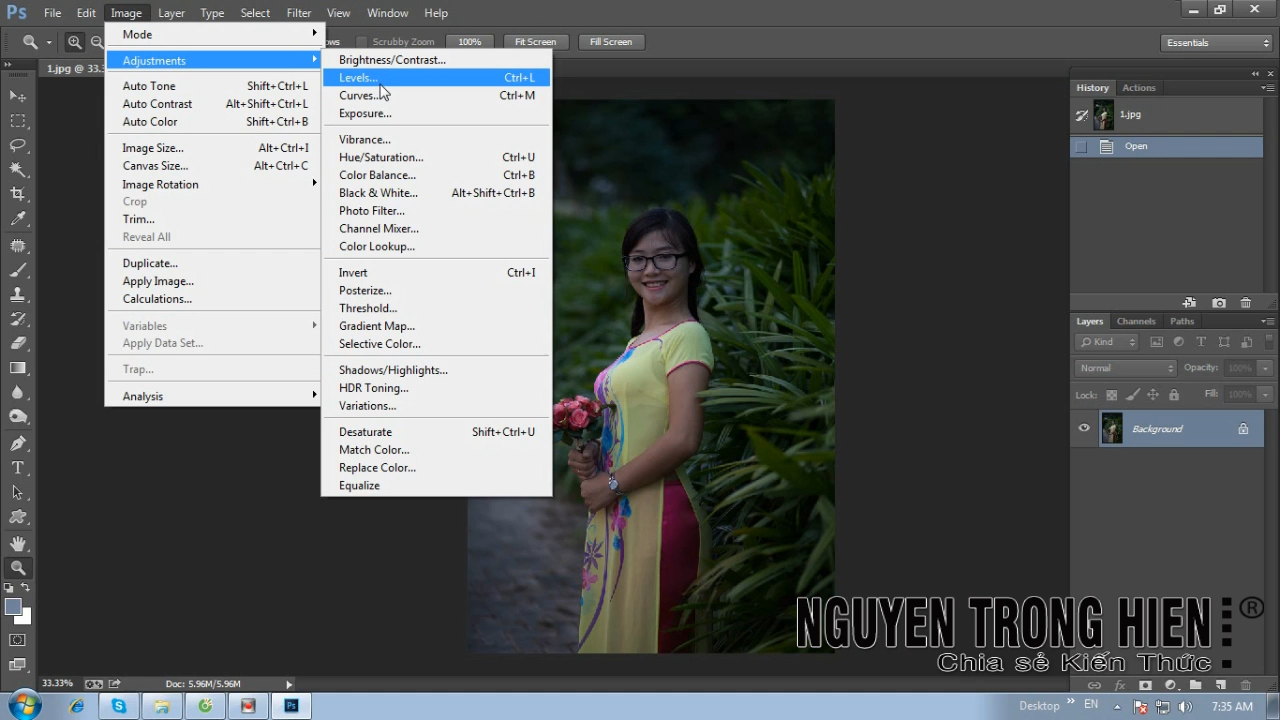 Ps File Edit Image Layer Type Select Filter View Window Help
Scrubby Zoom 100% Fit Screen Fill Screen Essentials
1.jpg @ 33.3
Mode
Adjustments
Auto Tone Shift+Ctrl+L
Auto Contrast Alt+Shift+Ctrl+L
Auto Color Shift+Ctrl+B
Image Size... Alt+Ctrl+I
Canvas Size... Alt+Ctrl+C
Image Rotation
Crop
Trim...
Reveal All
Duplicate...
Apply Image...
Calculations...
Variables
Apply Data Set...
Trap...
Analysis
Brightness/Contrast...
Levels... Ctrl+L
Curves... Ctrl+M
Exposure...
Vibrance...
Hue/Saturation... Ctrl+U
Color Balance... Ctrl+B
Black & White... Alt+Shift+Ctrl+B
Photo Filter...
Channel Mixer...
Color Lookup...
Invert Ctrl+I
Posterize...
Threshold...
Gradient Map...
Selective Color...
Shadows/Highlights...
HDR Toning...
Variations...
Desaturate Shift+Ctrl+U
Match Color...
Replace Color...
Equalize
History Actions
1.jpg
Open
Layers Channels Paths
Kind
Normal Opacity: 100%
Lock: Fill: 100%
Background
NGUYEN TRONG HIEN ®
Chia sẻ Kiến Thức
33.33% Doc: 5.96M/5.96M
Desktop » EN 7:35 AM